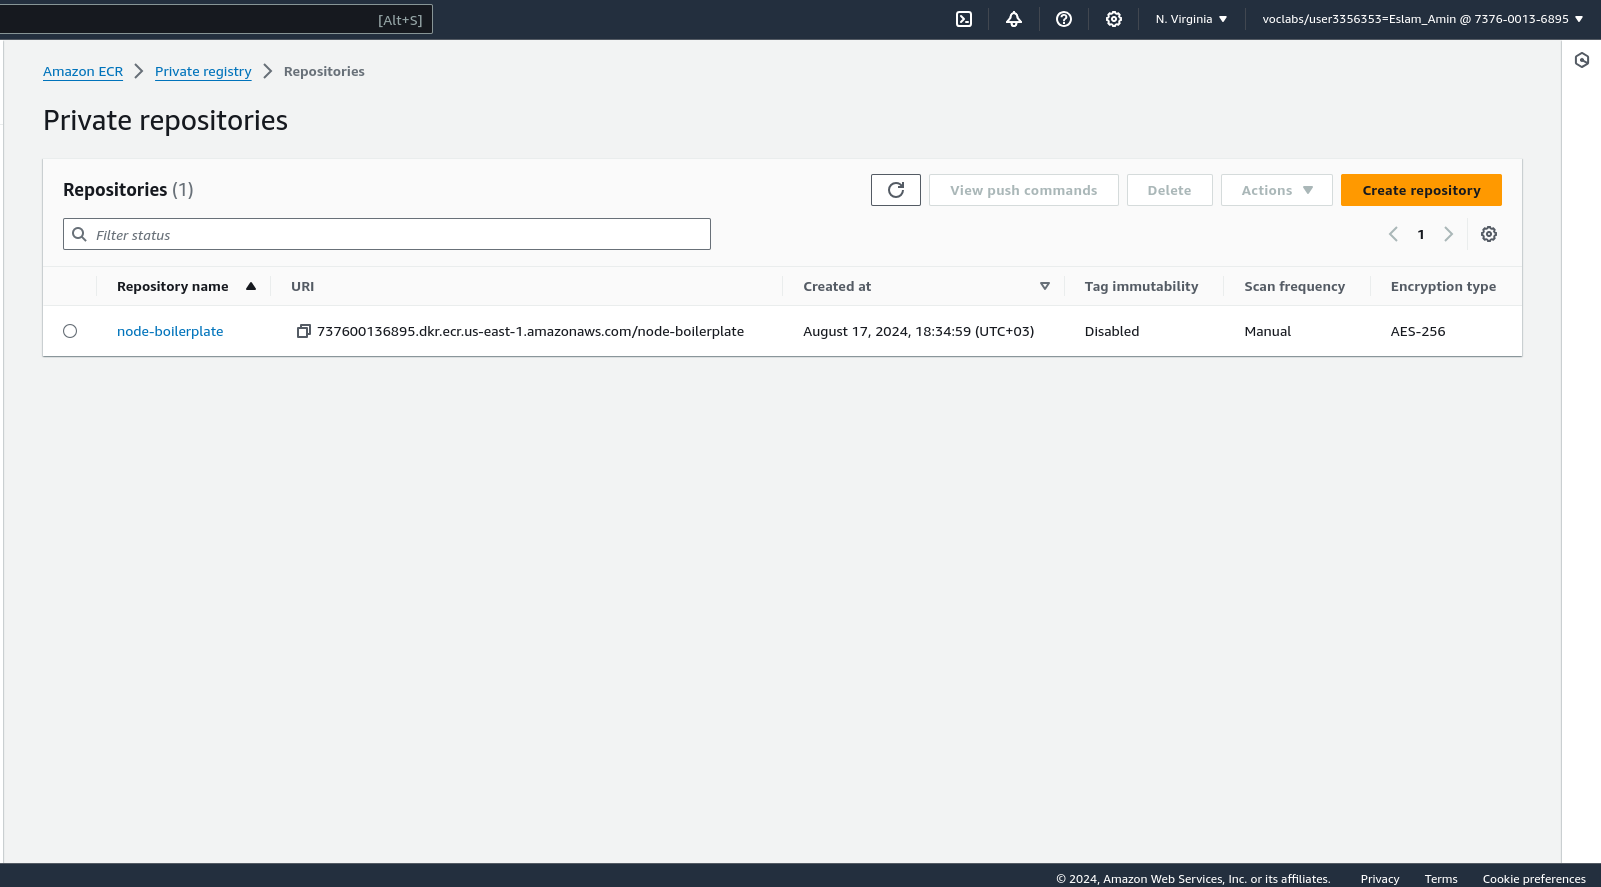 [Alt+S] N. Virginia voclabs/user3356353=Eslam_Amin @ 7376-0013-6895
Amazon ECR Private registry Repositories
Private repositories
Repositories (1) View push commands Delete Actions Create repository
Filter status 1
Repository name URI Created at Tag immutability Scan frequency Encryption type
node-boilerplate 737600136895.dkr.ecr.us-east-1.amazonaws.com/node-boilerplate August 17, 2024, 18:34:59 (UTC+03) Disabled Manual AES-256
© 2024, Amazon Web Services, Inc. or its affiliates. Privacy Terms Cookie preferences